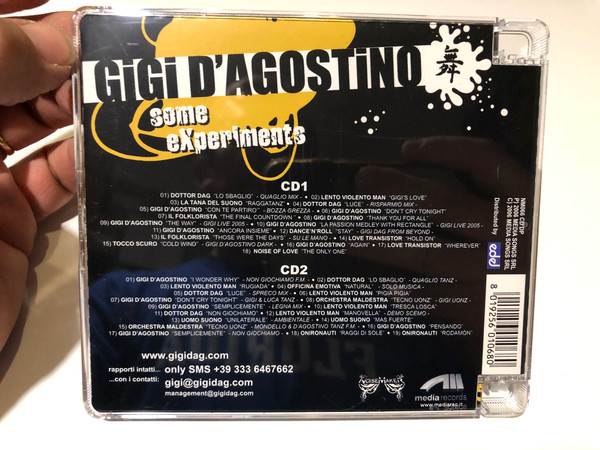 GiGi D'AGOSTiNO
舞
some
eXperiments
CD1
01) DOTTOR DAG "LO SBAGLIO" - QUAGLIO MIX - • 02) LENTO VIOLENTO MAN "GIGI'S LOVE"
03) LA TANA DEL SUONO "RAGGATANZ" • 04) DOTTOR DAG "LUCE" - RISPARMIO MIX -
05) GIGI D'AGOSTINO "CON TE PARTIRO" - BOZZA GREZZA - • 06) GIGI D'AGOSTINO "DON'T CRY TONIGHT"
07) IL FOLKLORISTA "THE FINAL COUNTDOWN" • 08) GIGI D'AGOSTINO "THANK YOU FOR ALL"
09) GIGI D'AGOSTINO "THE WAY" - GIGI LIVE 2005 - • 10) GIGI D'AGOSTINO "LA PASSION MEDLEY WITH RECTANGLE" - GIGI LIVE 2005 -
11) GIGI D'AGOSTINO "ANCORA INSIEME" • 12) DANCE'N'ROLL "STAY" - GIGI DAG FROM BEYOND -
13) IL FOLKLORISTA "THOSE WERE THE DAYS" - SU LE MANO - • 14) LOVE TRANSISTOR "HOLD ON"
15) TOCCO SCURO "COLD WIND" - GIGI D'AGOSTINO DARK - • 16) GIGI D'AGOSTINO "AGAIN" • 17) LOVE TRANSISTOR "WHEREVER"
18) NOISE OF LOVE "THE ONLY ONE"
CD2
01) GIGI D'AGOSTINO "I WONDER WHY" - NON GIOCHIAMO F.M. - • 02) DOTTOR DAG "LO SBAGLIO" - QUAGLIO TANZ -
03) LENTO VIOLENTO MAN "RUGIADA" • 04) OFFICINA EMOTIVA "NATURAL" - SOLO MUSICA -
05) DOTTOR DAG "LUCE" - SPRECO MIX - • 06) LENTO VIOLENTO MAN "PIGIA PIGIA"
07) GIGI D'AGOSTINO "DON'T CRY TONIGHT" - GIGI & LUCA TANZ - • 08) ORCHESTRA MALDESTRA "TECNO UONZ" - GIGI UONZ -
09) GIGI D'AGOSTINO "SEMPLICEMENTE" - LEGNA MIX - • 10) LENTO VIOLENTO MAN "TRESCA LOSCA"
11) DOTTOR DAG "NON GIOCHIAMO" • 12) LENTO VIOLENTO MAN "MANOVELLA" - DEMO SCEMO -
13) UOMO SUONO "UNILATERALE" - AMBIENTALE - • 14) UOMO SUONO "MAS FUERTE"
15) ORCHESTRA MALDESTRA "TECNO UONZ" - MONDELLO & D'AGOSTINO TANZ F.M. - • 16) GIGI D'AGOSTINO "PENSANDO"
17) GIGI D'AGOSTINO "SEMPLICEMENTE" - NON GIOCHIAMO - • 18) ONIRONAUTI "RAGGI DI SOLE" • 19) ONIRONAUTI "RODAMÒN"
www.gigidag.com
rapporti intatti... only SMS +39 333 6467662
...con i contatti: gigi@gigidag.com
management@gigidag.com
NOISEMAKER
media records
www.mediarec.it
Distributed by
edel
NM066 CD/DP
P) 2006 MEDIA SONGS SRL
C) 2006 MEDIA SONGS SRL
8 019256 010680